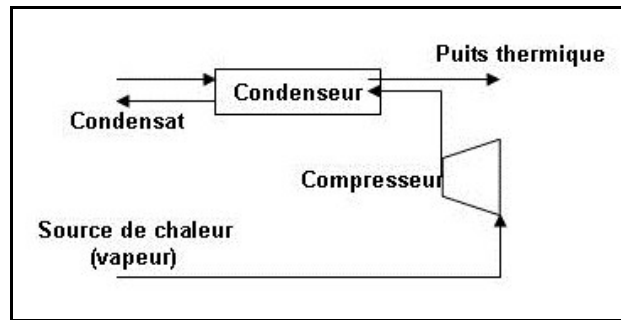 Puits thermique
Condenseur
Condensat
Compresseur
Source de chaleur
(vapeur)